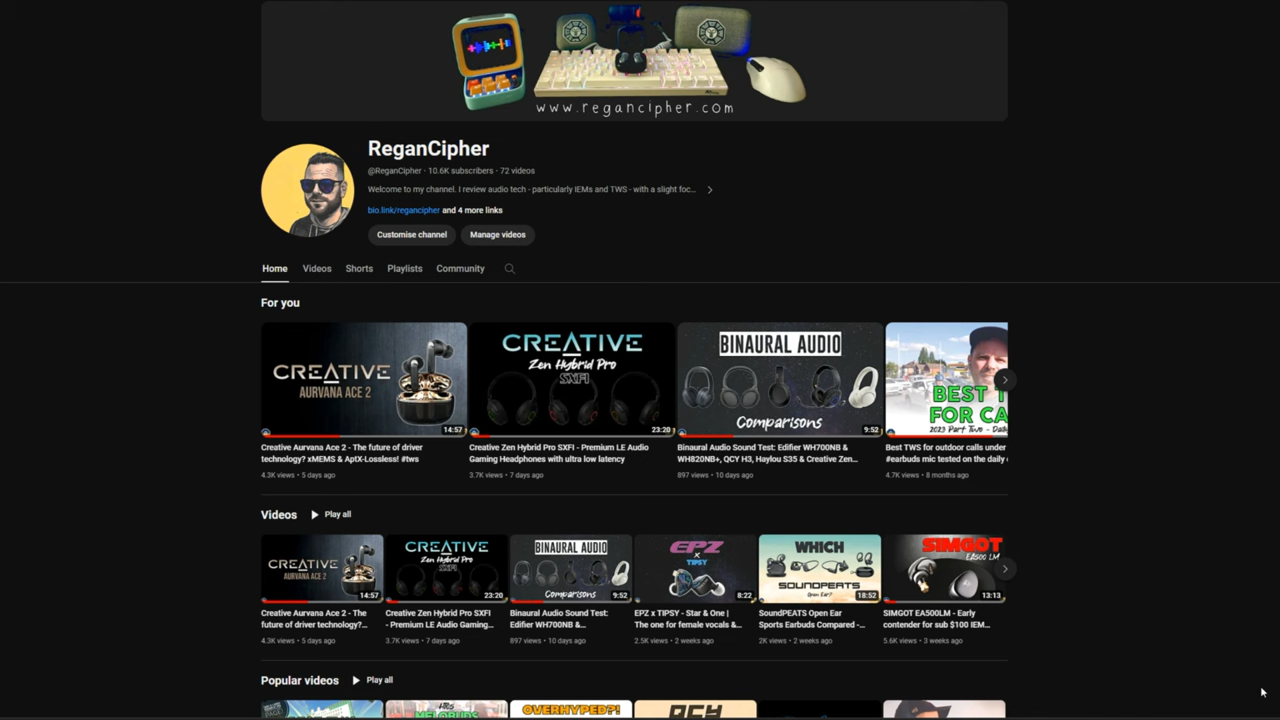 www.regancipher.com
ReganCipher
@ReganCipher · 10.6K subscribers · 72 videos
Welcome to my channel. I review audio tech - particularly IEMs and TWS - with a slight foc...
bio.link/regancipher and 4 more links
Customise channel
Manage videos
Home
Videos
Shorts
Playlists
Community
For you
CREATIVE
AURVANA ACE 2
14:57
CREATIVE
Zen Hybrid Pro
SXFI
23:20
BINAURAL AUDIO
Comparisons
9:52
BEST T
FOR CA
2023 Part Two - Daily
Creative Aurvana Ace 2 - The future of driver
technology? xMEMS & AptX-Lossless! #tws
4.3K views · 5 days ago
Creative Zen Hybrid Pro SXFI - Premium LE Audio
Gaming Headphones with ultra low latency
3.7K views · 7 days ago
Binaural Audio Sound Test: Edifier WH700NB &
WH820NB+, QCY H3, Haylou S35 & Creative Zen...
897 views · 10 days ago
Best TWS for outdoor calls under
#earbuds mic tested on the daily
4.7K views · 8 months ago
Videos
Play all
CREATIVE
AURVANA ACE 2
14:57
CREATIVE
Zen Hybrid Pro
SXFI
23:20
BINAURAL AUDIO
Comparisons
9:52
EPZ
X
TIPSY
8:22
WHICH
SOUNDPEATS
Open Ear?
18:52
SIMGOT
EA500 LM
13:13
Creative Aurvana Ace 2 - The
future of driver technology?...
4.3K views · 5 days ago
Creative Zen Hybrid Pro SXFI
- Premium LE Audio Gaming...
3.7K views · 7 days ago
Binaural Audio Sound Test:
Edifier WH700NB &...
897 views · 10 days ago
EPZ x TIPSY - Star & One |
The one for female vocals &...
2.5K views · 2 weeks ago
SoundPEATS Open Ear
Sports Earbuds Compared -...
2K views · 2 weeks ago
SIMGOT EA500LM - Early
contender for sub $100 IEM...
5.6K views · 3 weeks ago
Popular videos
Play all
HTC's
MELOBUDS
OVERHYPED?!
QCY